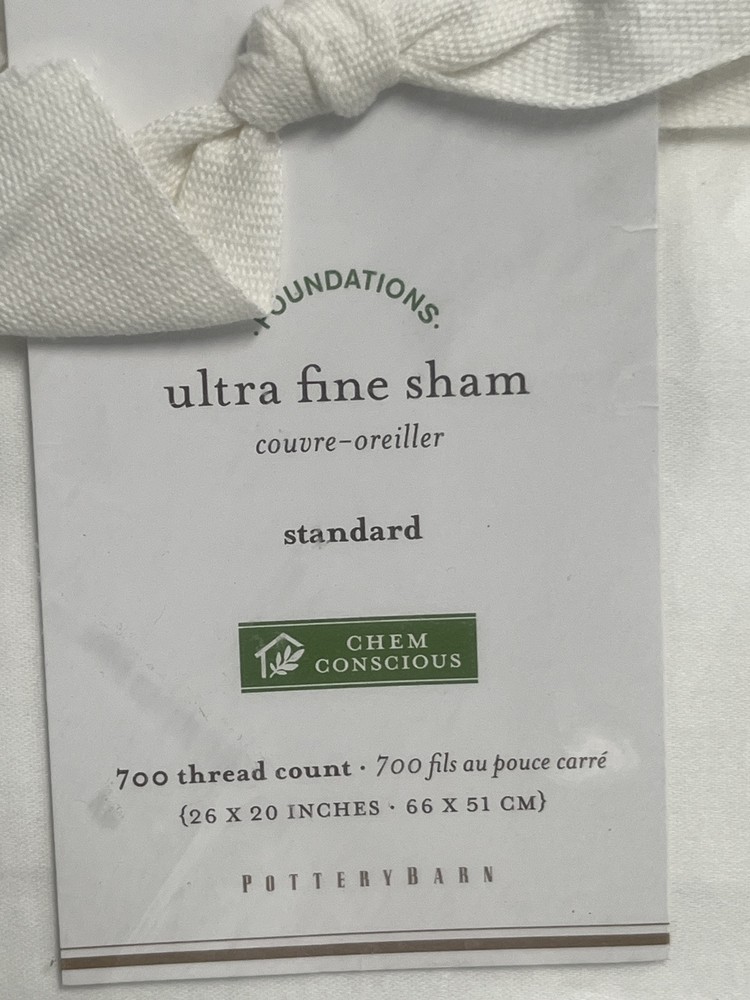 ·FOUNDATIONS·
ultra fine sham
couvre-oreiller
standard
CHEM
CONSCIOUS
700 thread count · 700 fils au pouce carré
{26 X 20 INCHES · 66 X 51 CM}
POTTERYBARN